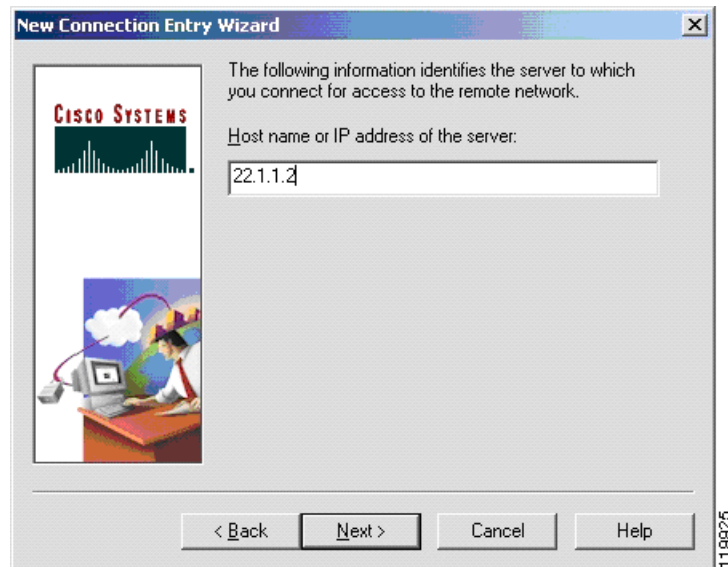 New Connection Entry Wizard
CISCO SYSTEMS
The following information identifies the server to which
you connect for access to the remote network.
Host name or IP address of the server:
22.1.1.2
< Back
Next >
Cancel
Help
119925